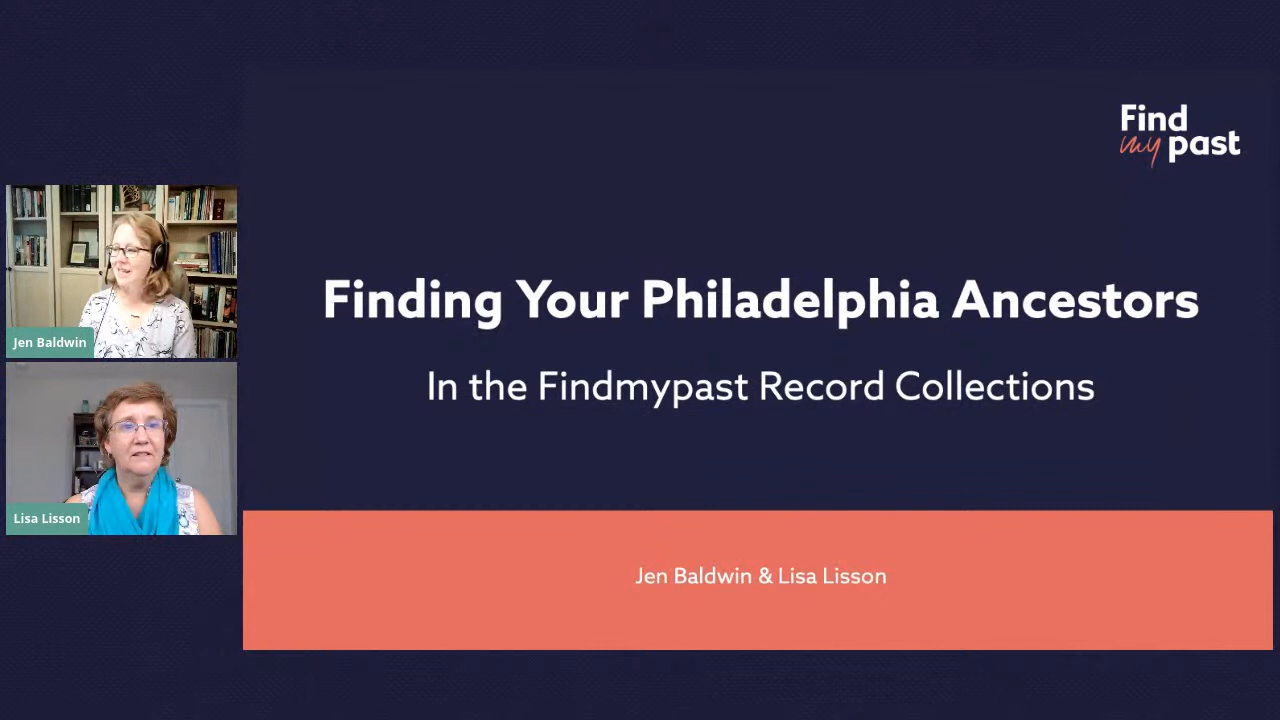 Find
my past
Finding Your Philadelphia Ancestors
In the Findmypast Record Collections
Jen Baldwin
Lisa Lisson
Jen Baldwin & Lisa Lisson